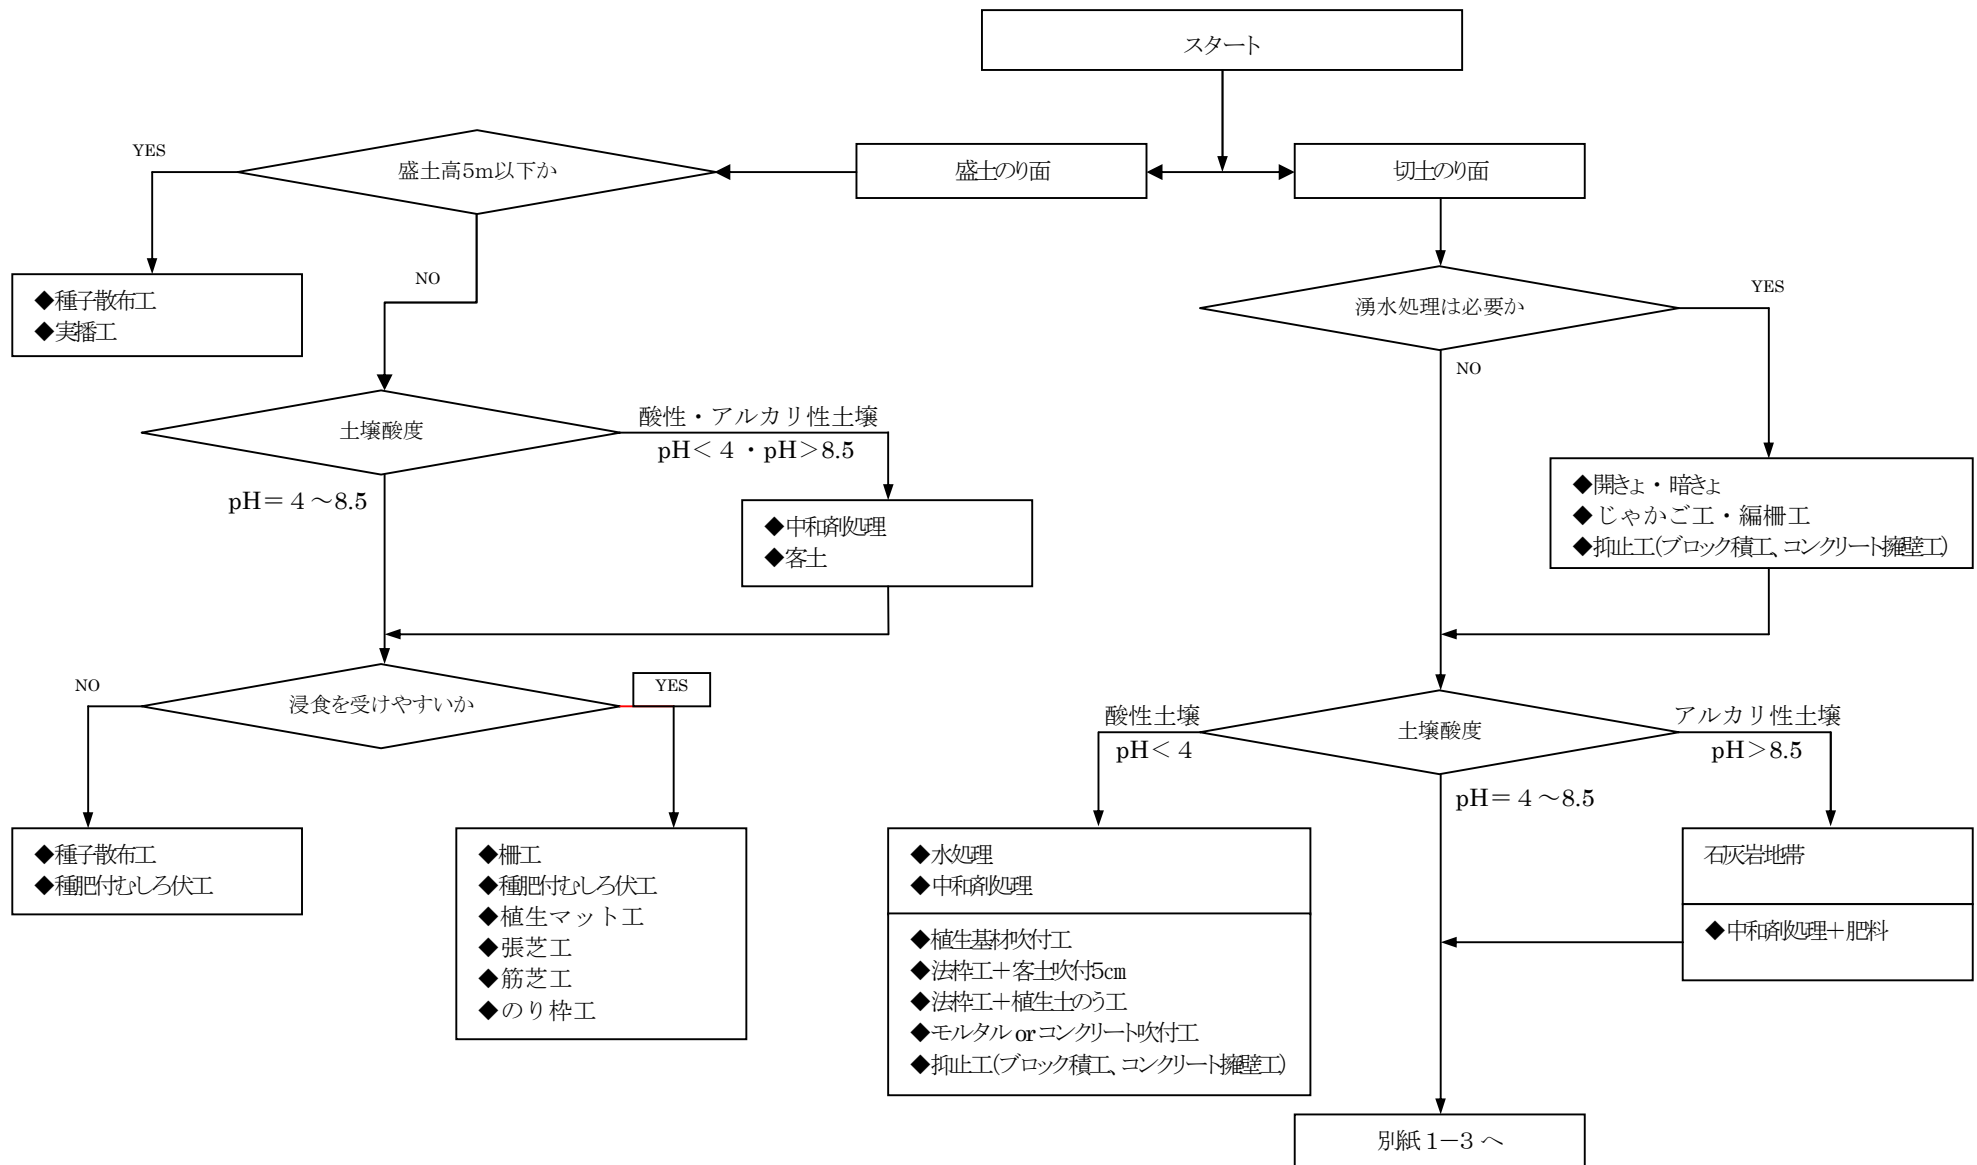 スタート
YES
盛土高5m以下か
盛土のり面
切土のり面
◆種子散布工
◆実播工
NO
湧水処理は必要か
YES
NO
土壌酸度
酸性・アルカリ性土壌
pH<4・pH>8.5
pH=4~8.5
◆中和剤処理
◆客土
◆開きょ・暗きょ
◆じゃかご工・編柵工
◆抑止工(ブロック積工、コンクリート擁壁工)
NO
浸食を受けやすいか
YES
酸性土壌
pH<4
土壌酸度
アルカリ性土壌
pH>8.5
pH=4~8.5
◆種子散布工
◆種肥付むしろ伏工
◆柵工
◆種肥付むしろ伏工
◆植生マット工
◆張芝工
◆筋芝工
◆のり枠工
◆水処理
◆中和剤処理
◆植生基材吹付工
◆法枠工+客土吹付5㎝
◆法枠工+植生土のう工
◆モルタル or コンクリート吹付工
◆抑止工(ブロック積工、コンクリート擁壁工)
石灰岩地帯
◆中和剤処理+肥料
別紙1-3へ